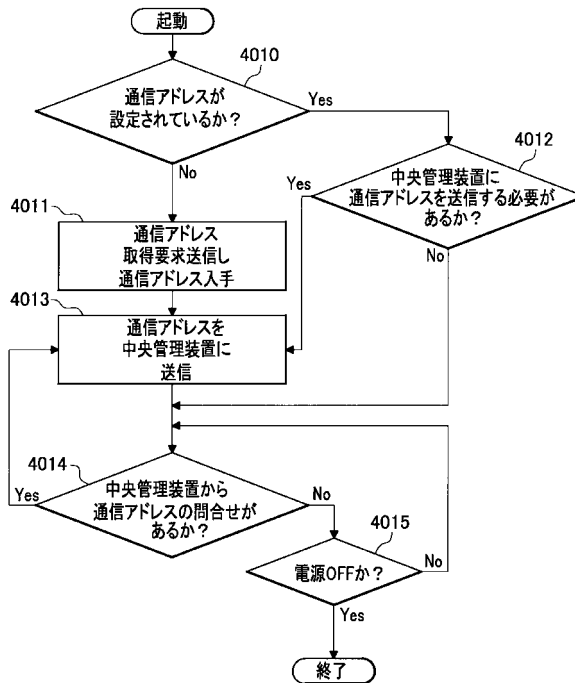 起動
4010
通信アドレスが
設定されているか？
Yes
No
4012
中央管理装置に
通信アドレスを送信する必要が
あるか？
Yes
No
4011
通信アドレス
取得要求送信し
通信アドレス入手
4013
通信アドレスを
中央管理装置に
送信
4014
中央管理装置から
通信アドレスの問合せが
あるか？
Yes
No
4015
電源OFFか？
No
Yes
終了